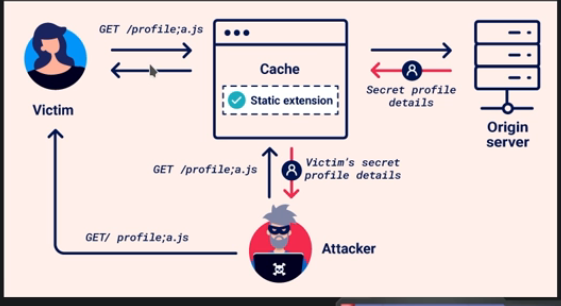 GET /profile;a.js
Victim
Cache
Static extension
Secret profile
details
Origin
server
GET /profile;a.js
Victim's secret
profile details
GET/ profile;a.js
Attacker